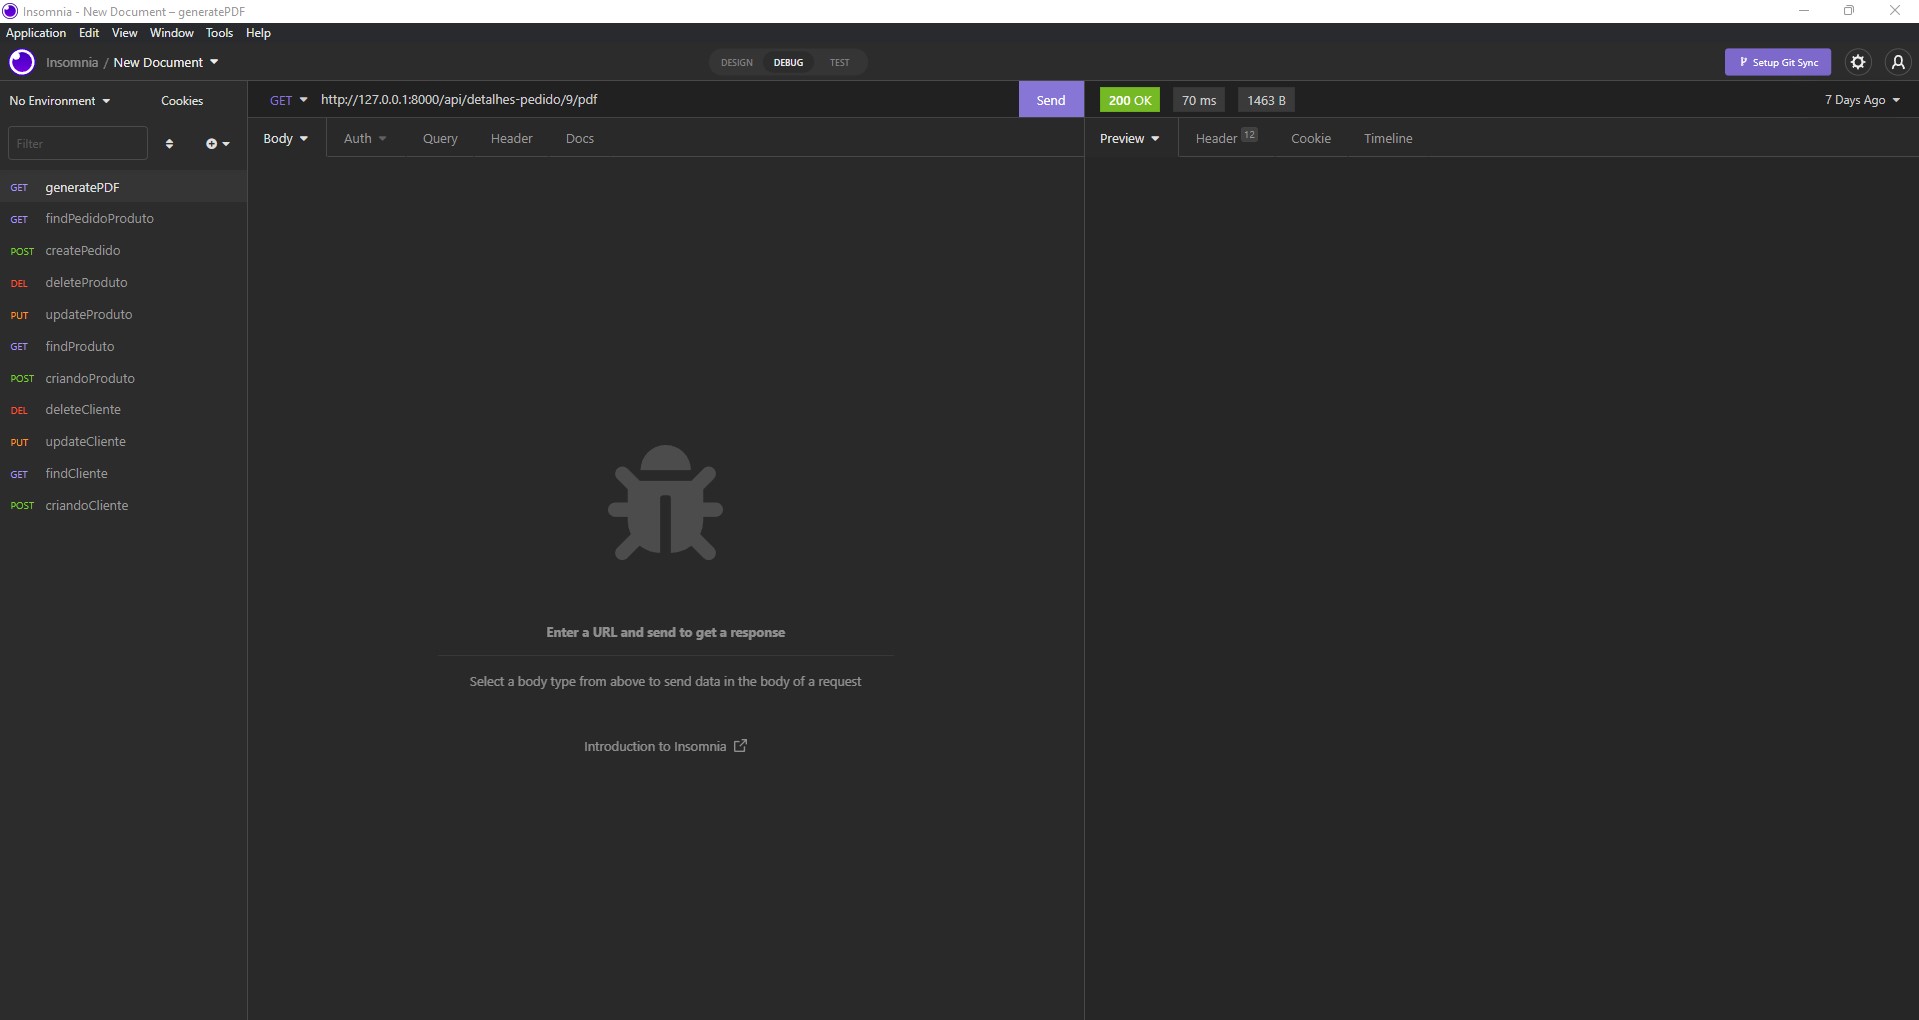 Insomnia - New Document – generatePDF
Application Edit View Window Tools Help
Insomnia / New Document
DESIGN DEBUG TEST
Setup Git Sync
No Environment Cookies
GET http://127.0.0.1:8000/api/detalhes-pedido/9/pdf Send
200 OK 70 ms 1463 B 7 Days Ago
Filter
Body Auth Query Header Docs
Preview Header 12 Cookie Timeline
GET generatePDF
GET findPedidoProduto
POST createPedido
DEL deleteProduto
PUT updateProduto
GET findProduto
POST criandoProduto
DEL deleteCliente
PUT updateCliente
GET findCliente
POST criandoCliente
Enter a URL and send to get a response
Select a body type from above to send data in the body of a request
Introduction to Insomnia